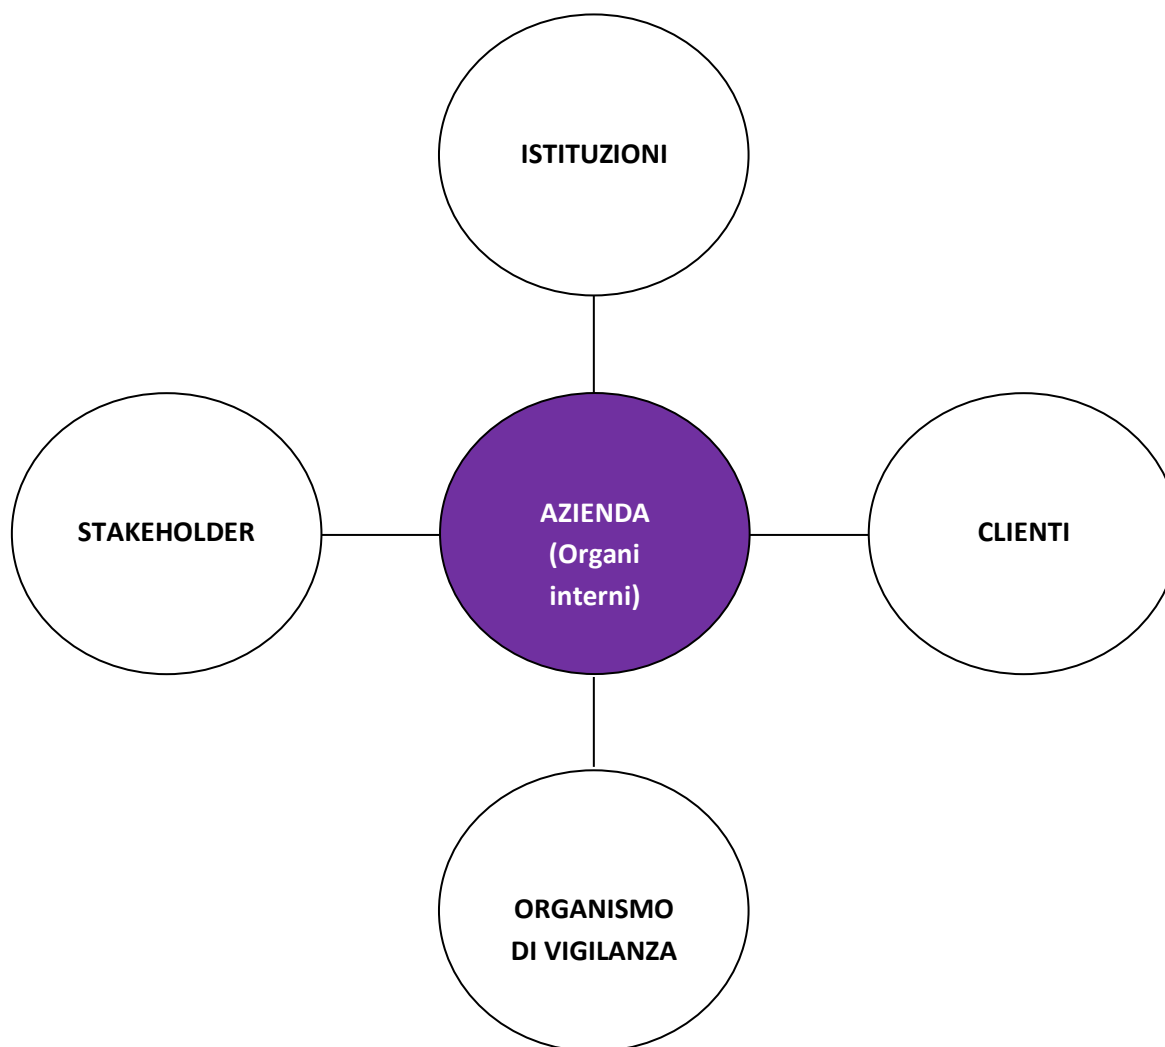 ISTITUZIONI
STAKEHOLDER
AZIENDA
(Organi
interni)
CLIENTI
ORGANISMO
DI VIGILANZA